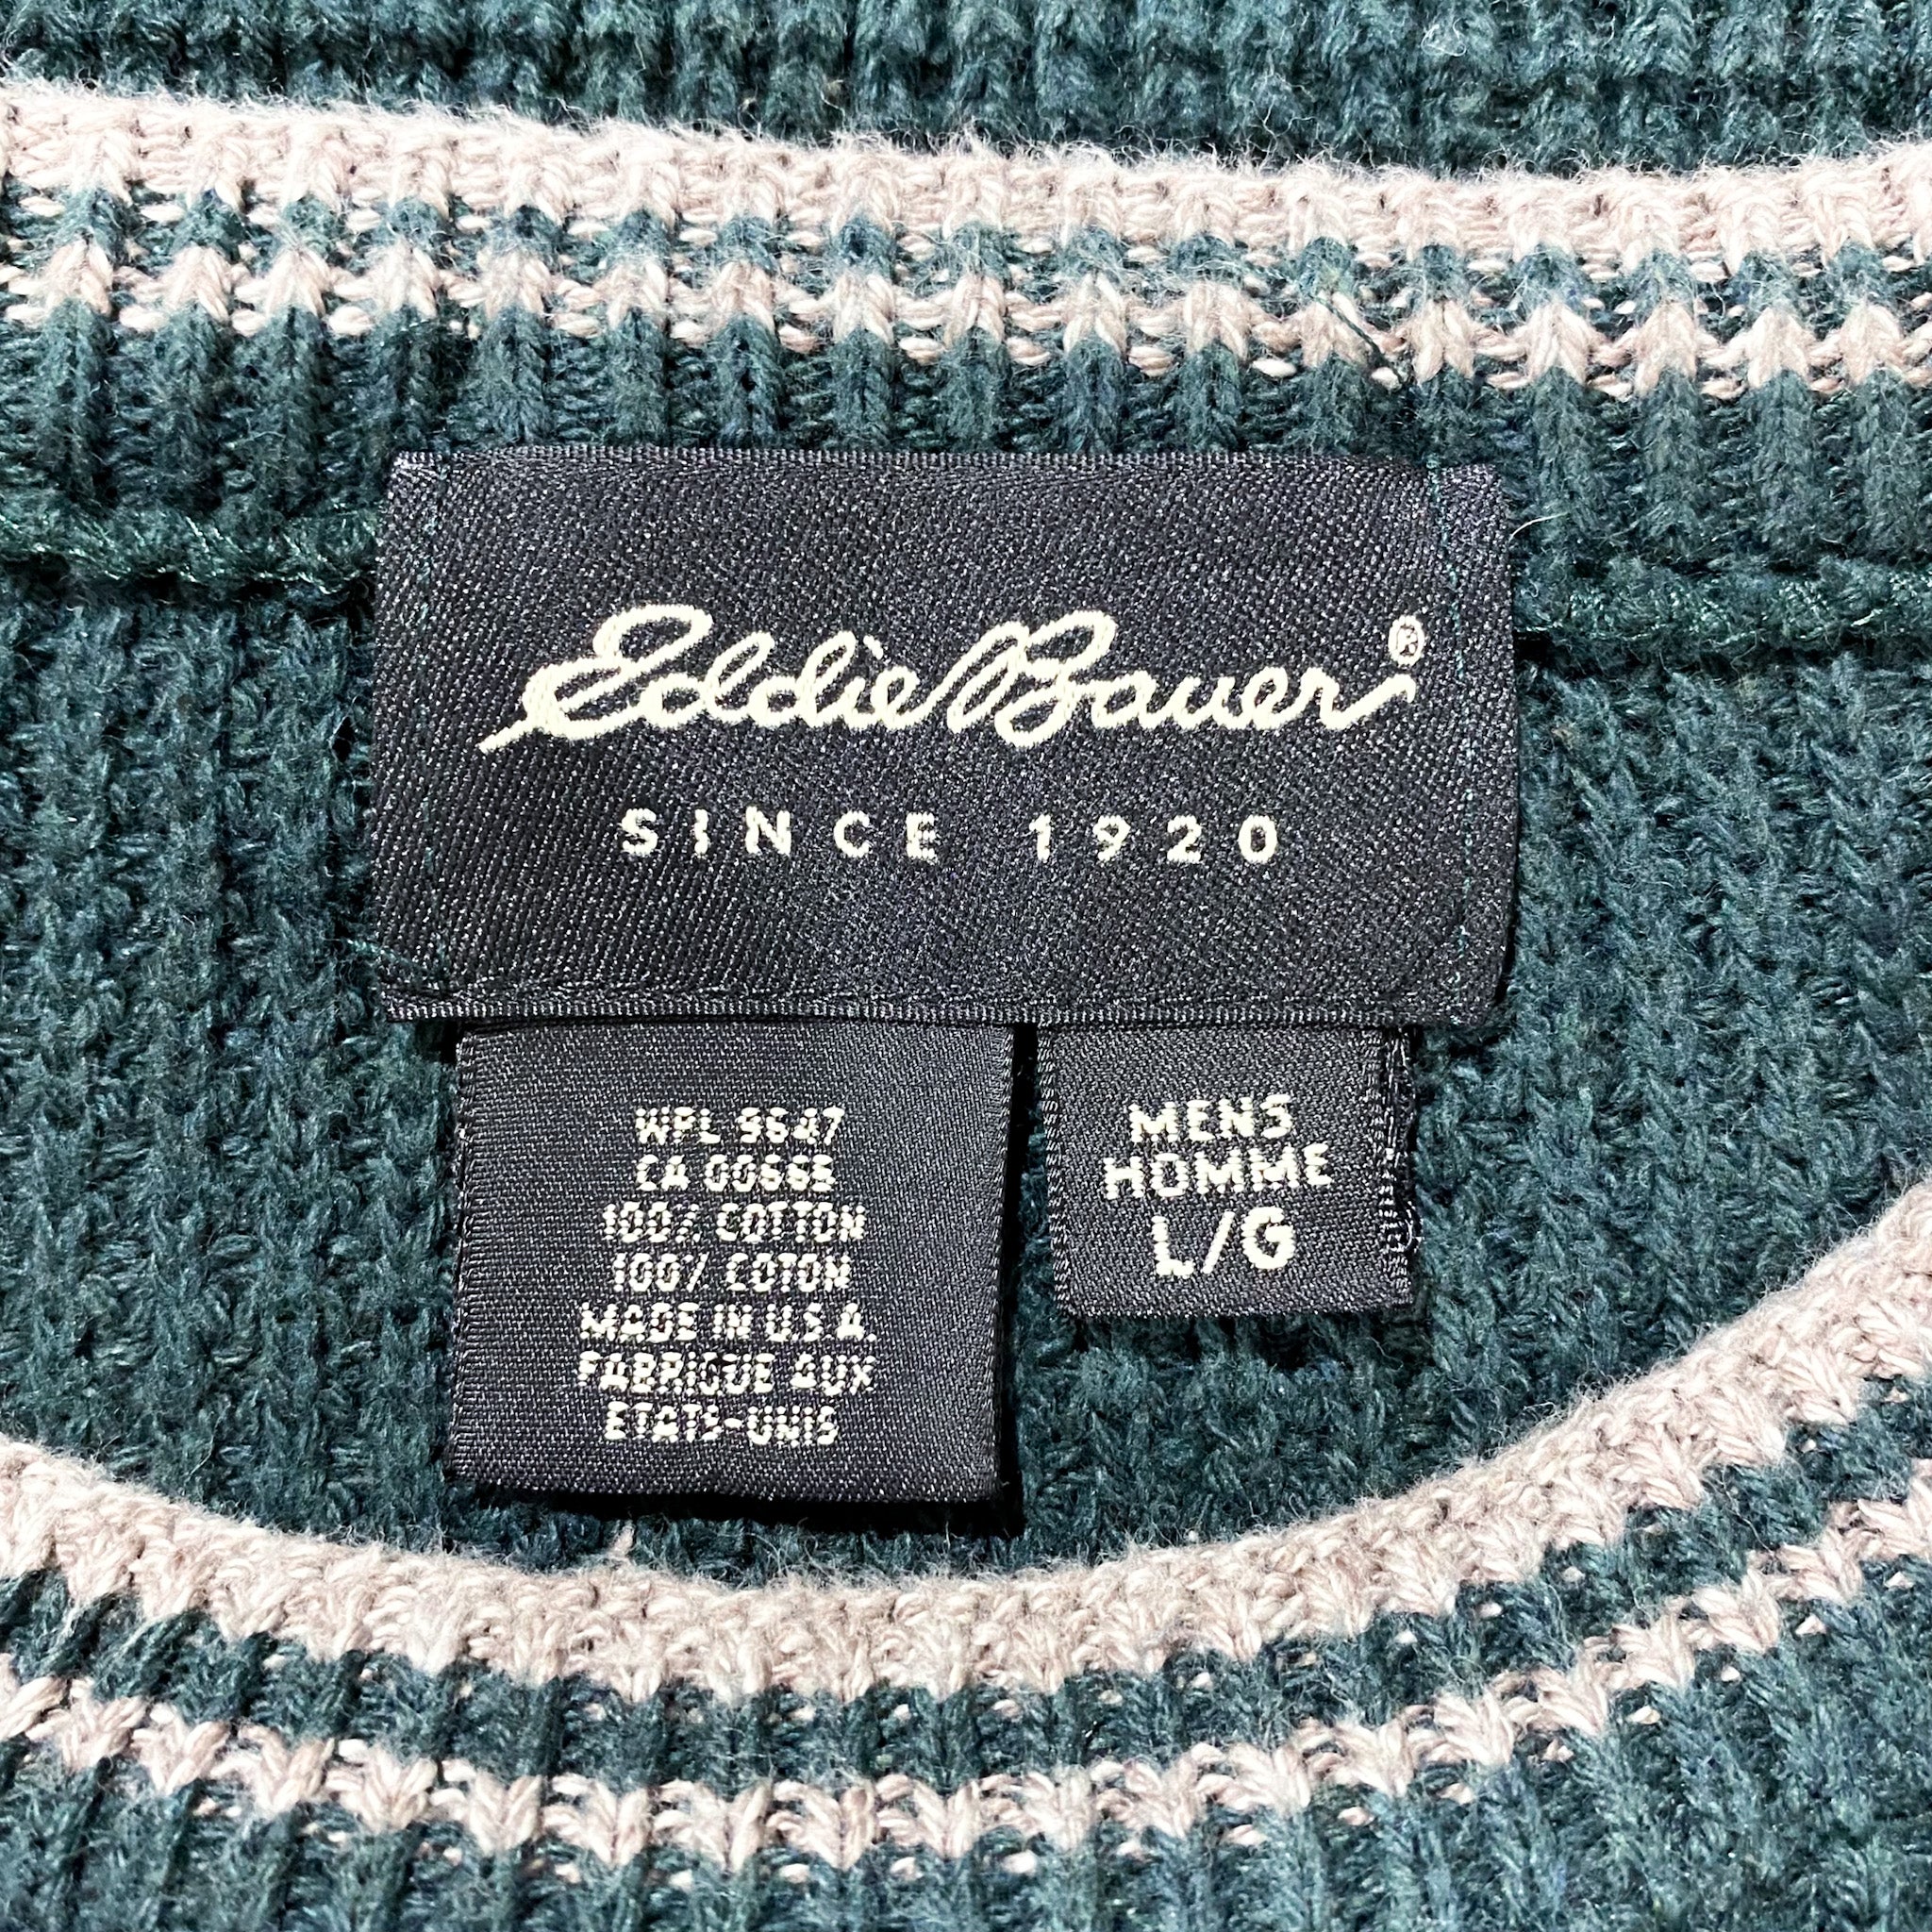 Eddie Bauer®
SINCE 1920
WPL 9647
CA 00665
100% COTTON
100% COTON
MADE IN U.S.A.
FABRIQUE AUX
ETATS-UNIS
MENS
HOMME
L/G